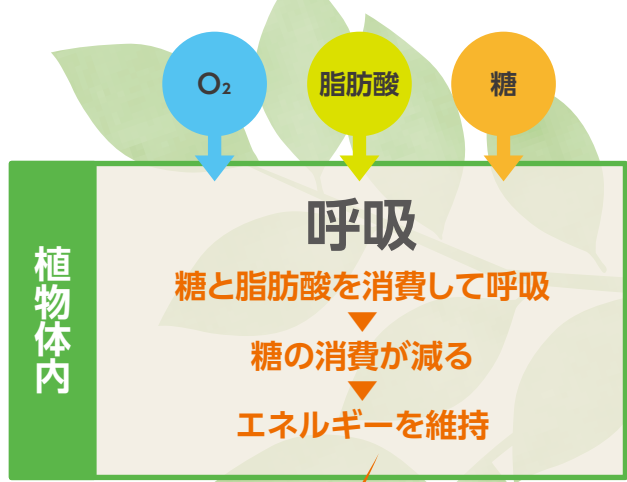 O₂
脂肪酸
糖
植物体内
呼吸
糖と脂肪酸を消費して呼吸
糖の消費が減る
エネルギーを維持